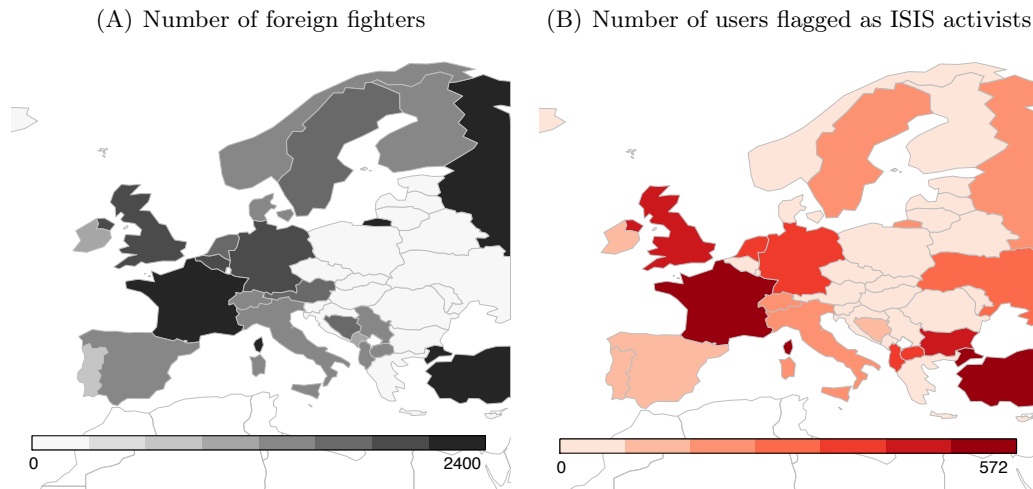 (A) Number of foreign fighters
(B) Number of users flagged as ISIS activists
0
2400
0
572